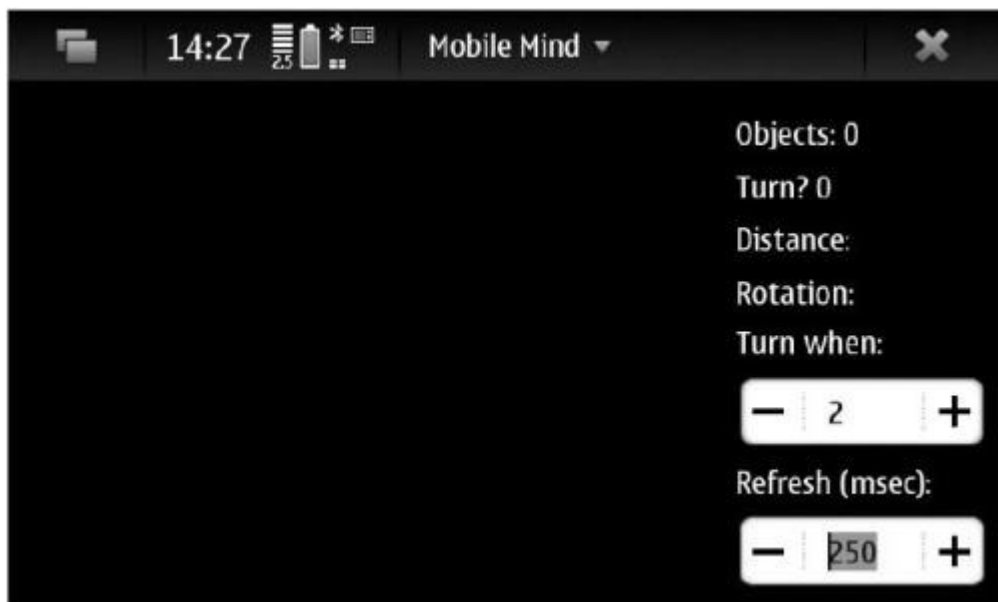 14:27 2.5 Mobile Mind
Objects: 0
Turn? 0
Distance:
Rotation:
Turn when:
− 2 +
Refresh (msec):
− 250 +